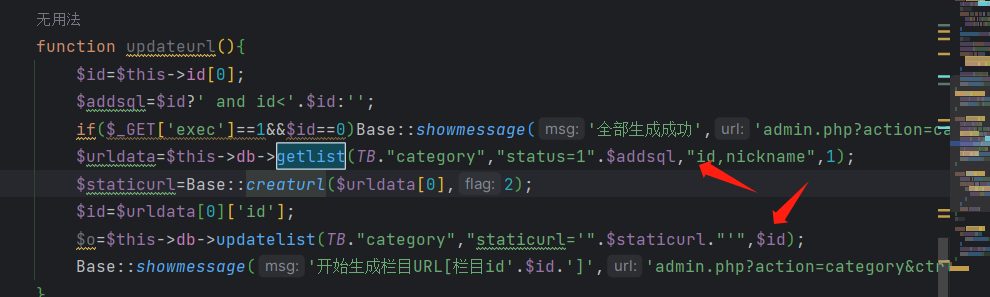 无用法
function updateurl(){
$id=$this->id[0];
$addsql=$id?' and id<'.$id:'';
if($_GET['exec']==1&&$id==0)Base::showmessage( msg: '全部生成成功', url: 'admin.php?action=ca
$urldata=$this->db->getlist(TB."category","status=1".$addsql,"id,nickname",1);
$staticurl=Base::creaturl($urldata[0], flag: 2);
$id=$urldata[0]['id'];
$o=$this->db->updatelist(TB."category","staticurl='".$staticurl."'",$id);
Base::showmessage( msg: '开始生成栏目URL[栏目id'.$id.']', url: 'admin.php?action=category&ctr
}